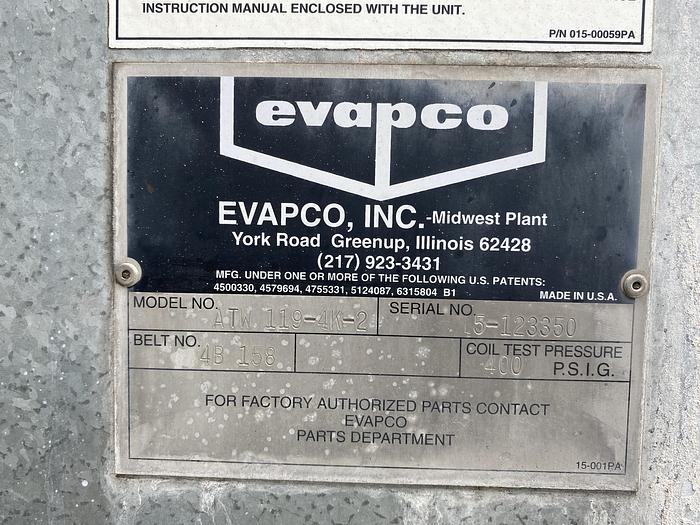 INSTRUCTION MANUAL ENCLOSED WITH THE UNIT.
P/N 015-00059PA
evapco
EVAPCO, INC.-Midwest Plant
York Road Greenup, Illinois 62428
(217) 923-3431
MFG. UNDER ONE OR MORE OF THE FOLLOWING U.S. PATENTS:
4500330, 4579694, 4755331, 5124087, 6315804 B1
MADE IN U.S.A.
MODEL NO. ATW 119-4K-2 SERIAL NO. 5-123350
BELT NO. 4B 158 COIL TEST PRESSURE
400 P.S.I.G.
FOR FACTORY AUTHORIZED PARTS CONTACT
EVAPCO
PARTS DEPARTMENT
15-001PA